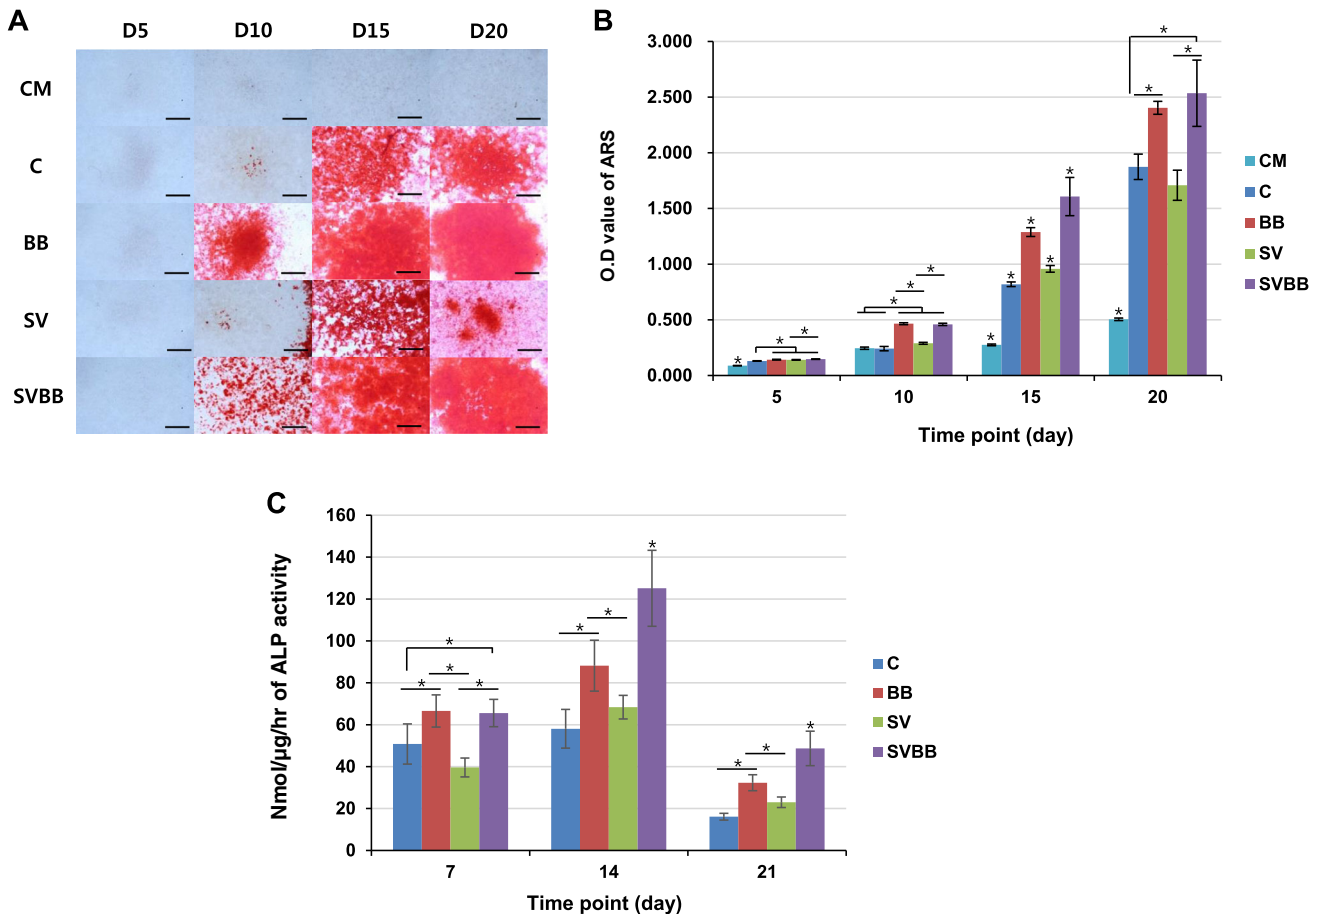 A
D5 D10 D15 D20
CM
C
BB
SV
SVBB
B
O.D value of ARS
3.000
2.500
2.000
1.500
1.000
0.500
0.000
* * * * * * * * * * * * * * *
5 10 15 20
Time point (day)
CM
C
BB
SV
SVBB
C
Nmol/µg/hr of ALP activity
160
140
120
100
80
60
40
20
0
* * * * * * * * * *
7 14 21
Time point (day)
C
BB
SV
SVBB